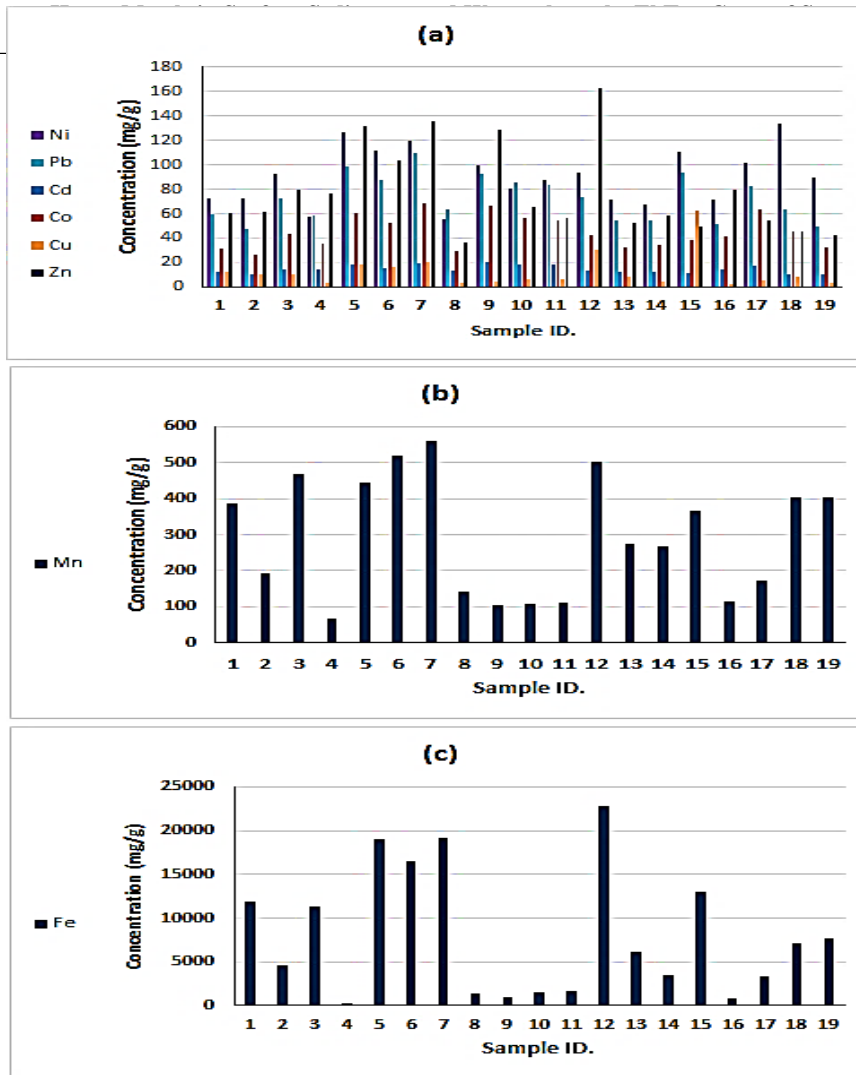 (a)
Concentration (mg/g)
180
160
140
120
100
80
60
40
20
0
Ni
Pb
Cd
Co
Cu
Zn
1 2 3 4 5 6 7 8 9 10 11 12 13 14 15 16 17 18 19
Sample ID.
(b)
Concentration (mg/g)
600
500
400
300
200
100
0
Mn
1 2 3 4 5 6 7 8 9 10 11 12 13 14 15 16 17 18 19
Sample ID.
(c)
Concentration (mg/g)
25000
20000
15000
10000
5000
0
Fe
1 2 3 4 5 6 7 8 9 10 11 12 13 14 15 16 17 18 19
Sample ID.